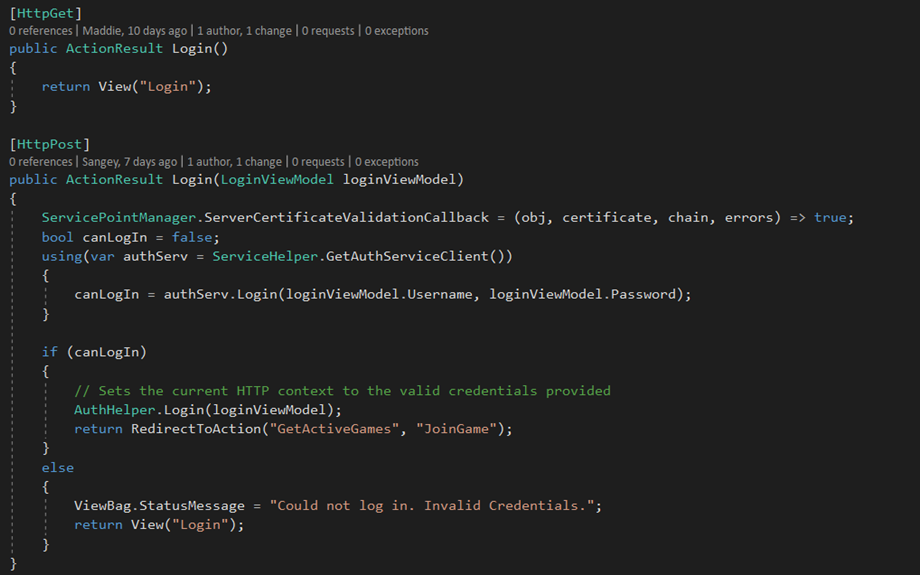 [HttpGet]
0 references | Maddie, 10 days ago | 1 author, 1 change | 0 requests | 0 exceptions
public ActionResult Login()
{
    return View("Login");
}

[HttpPost]
0 references | Sangey, 7 days ago | 1 author, 1 change | 0 requests | 0 exceptions
public ActionResult Login(LoginViewModel loginViewModel)
{
    ServicePointManager.ServerCertificateValidationCallback = (obj, certificate, chain, errors) => true;
    bool canLogIn = false;
    using(var authServ = ServiceHelper.GetAuthServiceClient())
    {
        canLogIn = authServ.Login(loginViewModel.Username, loginViewModel.Password);
    }

    if (canLogIn)
    {
        // Sets the current HTTP context to the valid credentials provided
        AuthHelper.Login(loginViewModel);
        return RedirectToAction("GetActiveGames", "JoinGame");
    }
    else
    {
        ViewBag.StatusMessage = "Could not log in. Invalid Credentials.";
        return View("Login");
    }
}